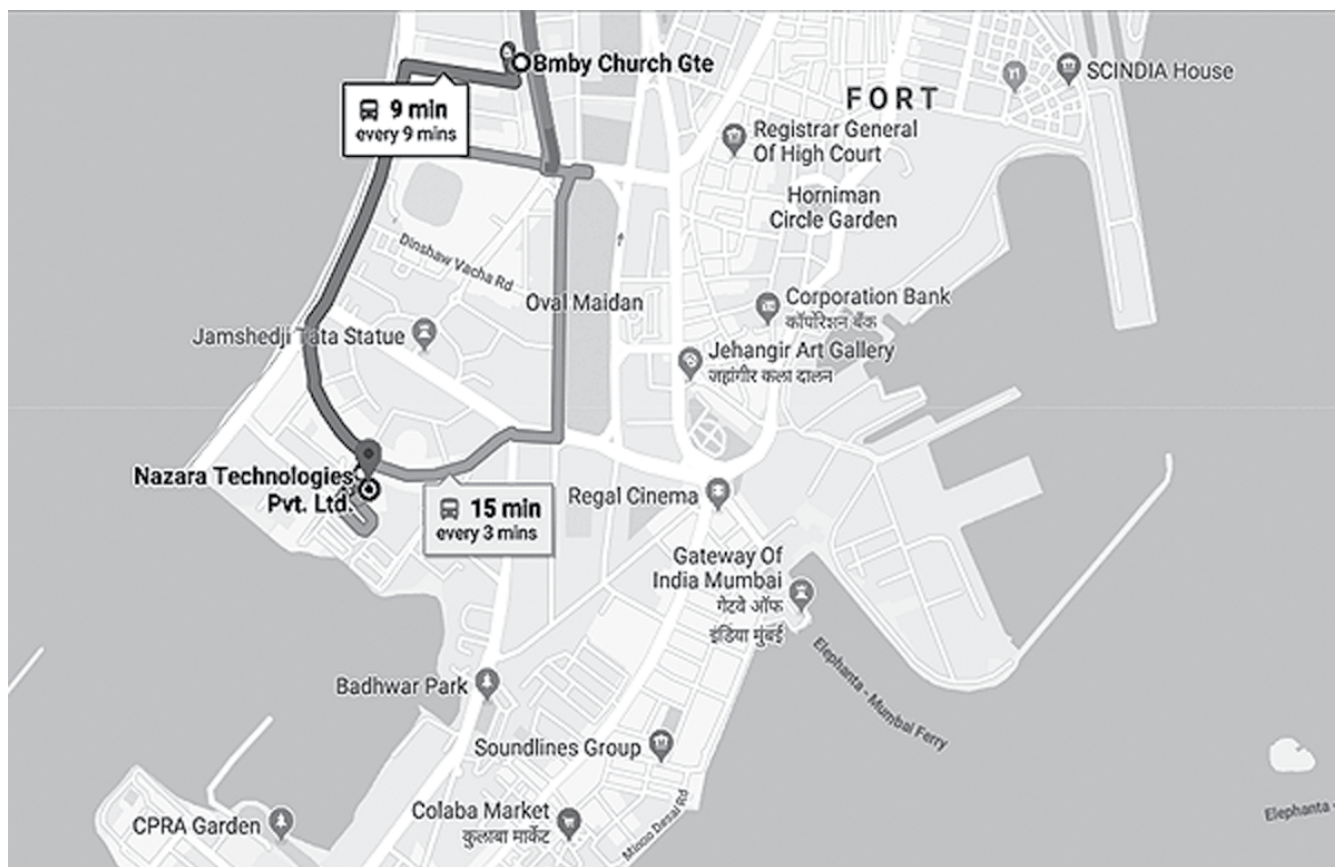 Bmby Church Gte
SCINDIA House
FORT
9 min
every 9 mins
Registrar General
Of High Court
Horniman
Circle Garden
Dinshaw Vacha Rd
Oval Maidan
Corporation Bank
कॉर्पोरेशन बँक
Jamshedji Tata Statue
Jehangir Art Gallery
जहांगीर कला दालन
Nazara Technologies
Pvt. Ltd.
15 min
every 3 mins
Regal Cinema
Gateway Of
India Mumbai
गेटवे ऑफ
इंडिया मुंबई
Elephanta - Mumbai Ferry
Badhwar Park
Soundlines Group
Colaba Market
कुलाबा मार्केट
CPRA Garden
Desai Rd
Elephanta -